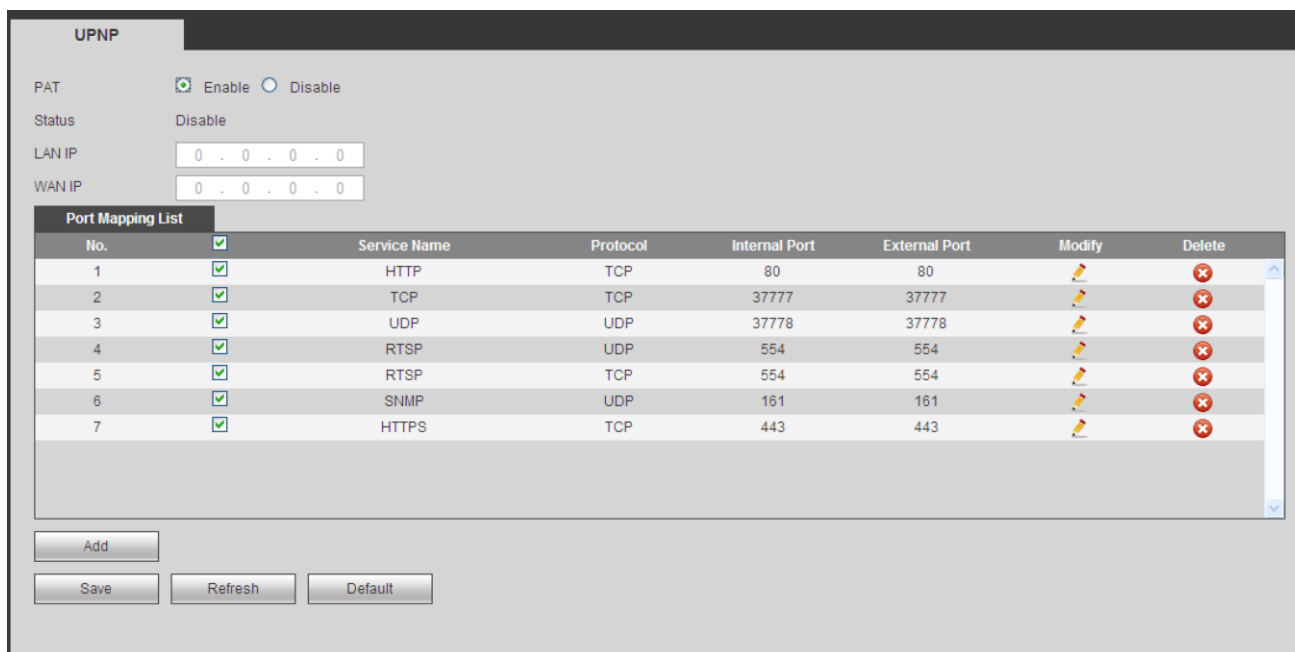 UPNP
PAT Enable Disable
Status Disable
LAN IP 0 . 0 . 0 . 0
WAN IP 0 . 0 . 0 . 0
Port Mapping List
No. Service Name Protocol Internal Port External Port Modify Delete
1 HTTP TCP 80 80
2 TCP TCP 37777 37777
3 UDP UDP 37778 37778
4 RTSP UDP 554 554
5 RTSP TCP 554 554
6 SNMP UDP 161 161
7 HTTPS TCP 443 443
Add
Save Refresh Default